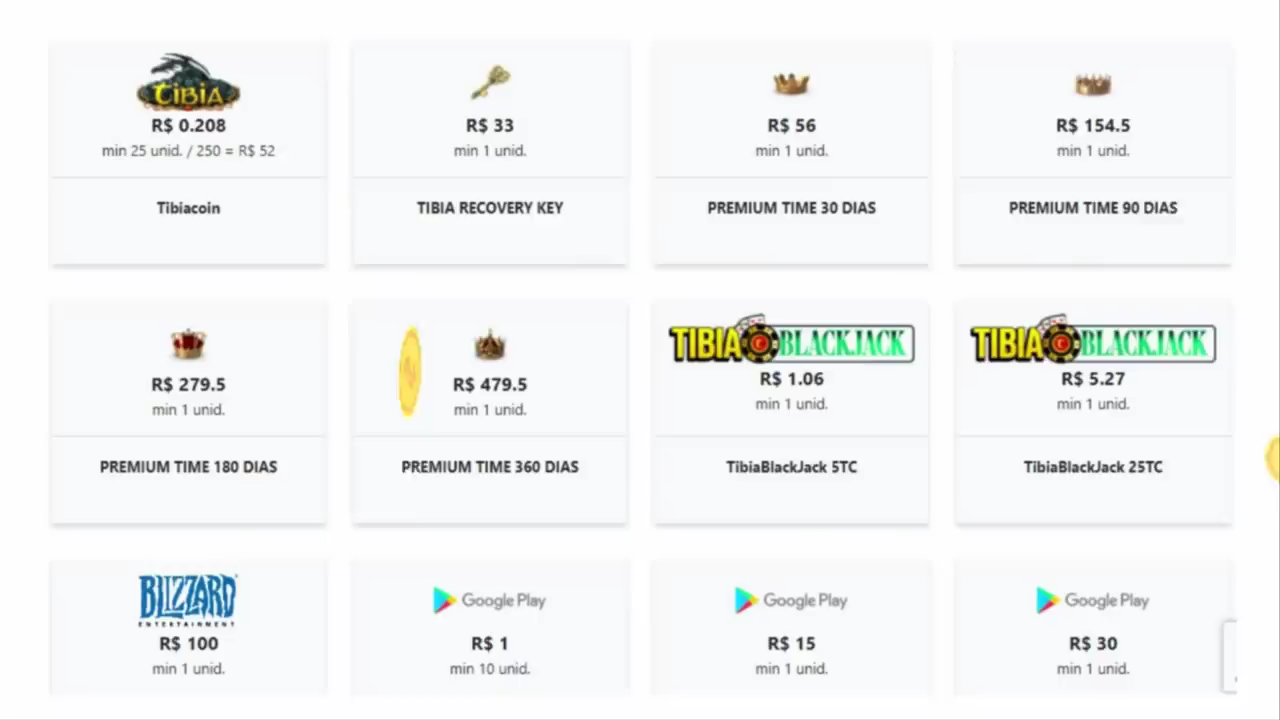 TIBIA
R$ 0.208
min 25 unid. / 250 = R$ 52
Tibiacoin
R$ 33
min 1 unid.
TIBIA RECOVERY KEY
R$ 56
min 1 unid.
PREMIUM TIME 30 DIAS
R$ 154.5
min 1 unid.
PREMIUM TIME 90 DIAS
R$ 279.5
min 1 unid.
PREMIUM TIME 180 DIAS
R$ 479.5
min 1 unid.
PREMIUM TIME 360 DIAS
TIBIA BLACKJACK
R$ 1.06
min 1 unid.
TibiaBlackJack 5TC
TIBIA BLACKJACK
R$ 5.27
min 1 unid.
TibiaBlackJack 25TC
BLIZZARD
ENTERTAINMENT
R$ 100
min 1 unid.
Google Play
R$ 1
min 10 unid.
Google Play
R$ 15
min 1 unid.
Google Play
R$ 30
min 1 unid.